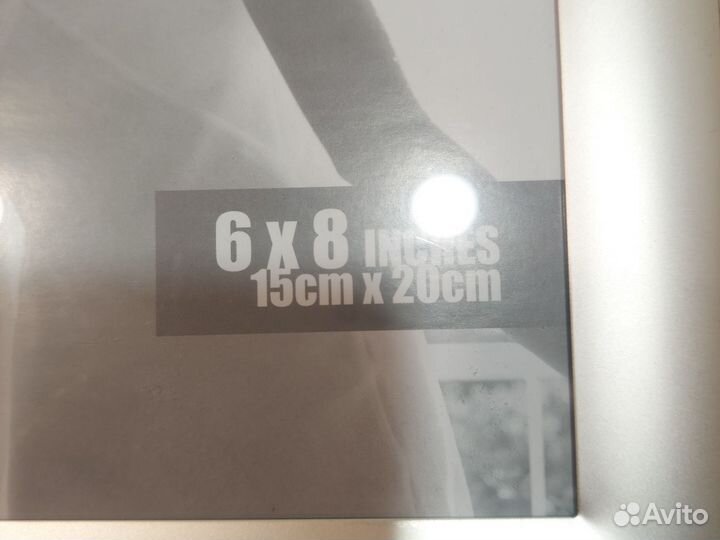 6 x 8 INCHES
15cm x 20cm
Avito